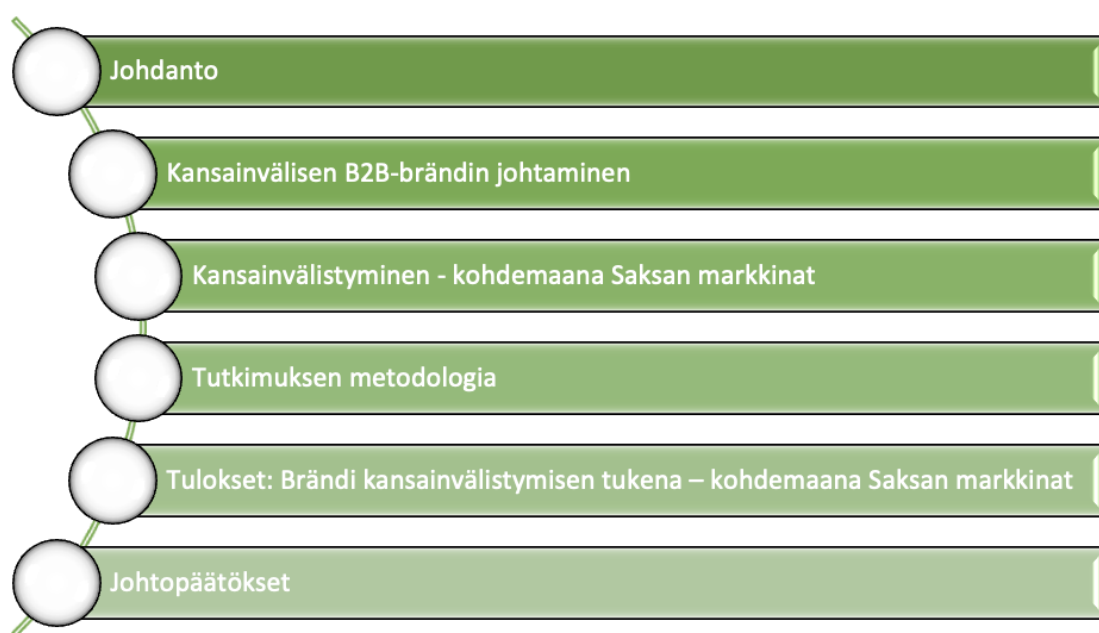 Johdanto
Kansainvälisen B2B-brändin johtaminen
Kansainvälistyminen - kohdemaana Saksan markkinat
Tutkimuksen metodologia
Tulokset: Brändi kansainvälistymisen tukena – kohdemaana Saksan markkinat
Johtopäätökset